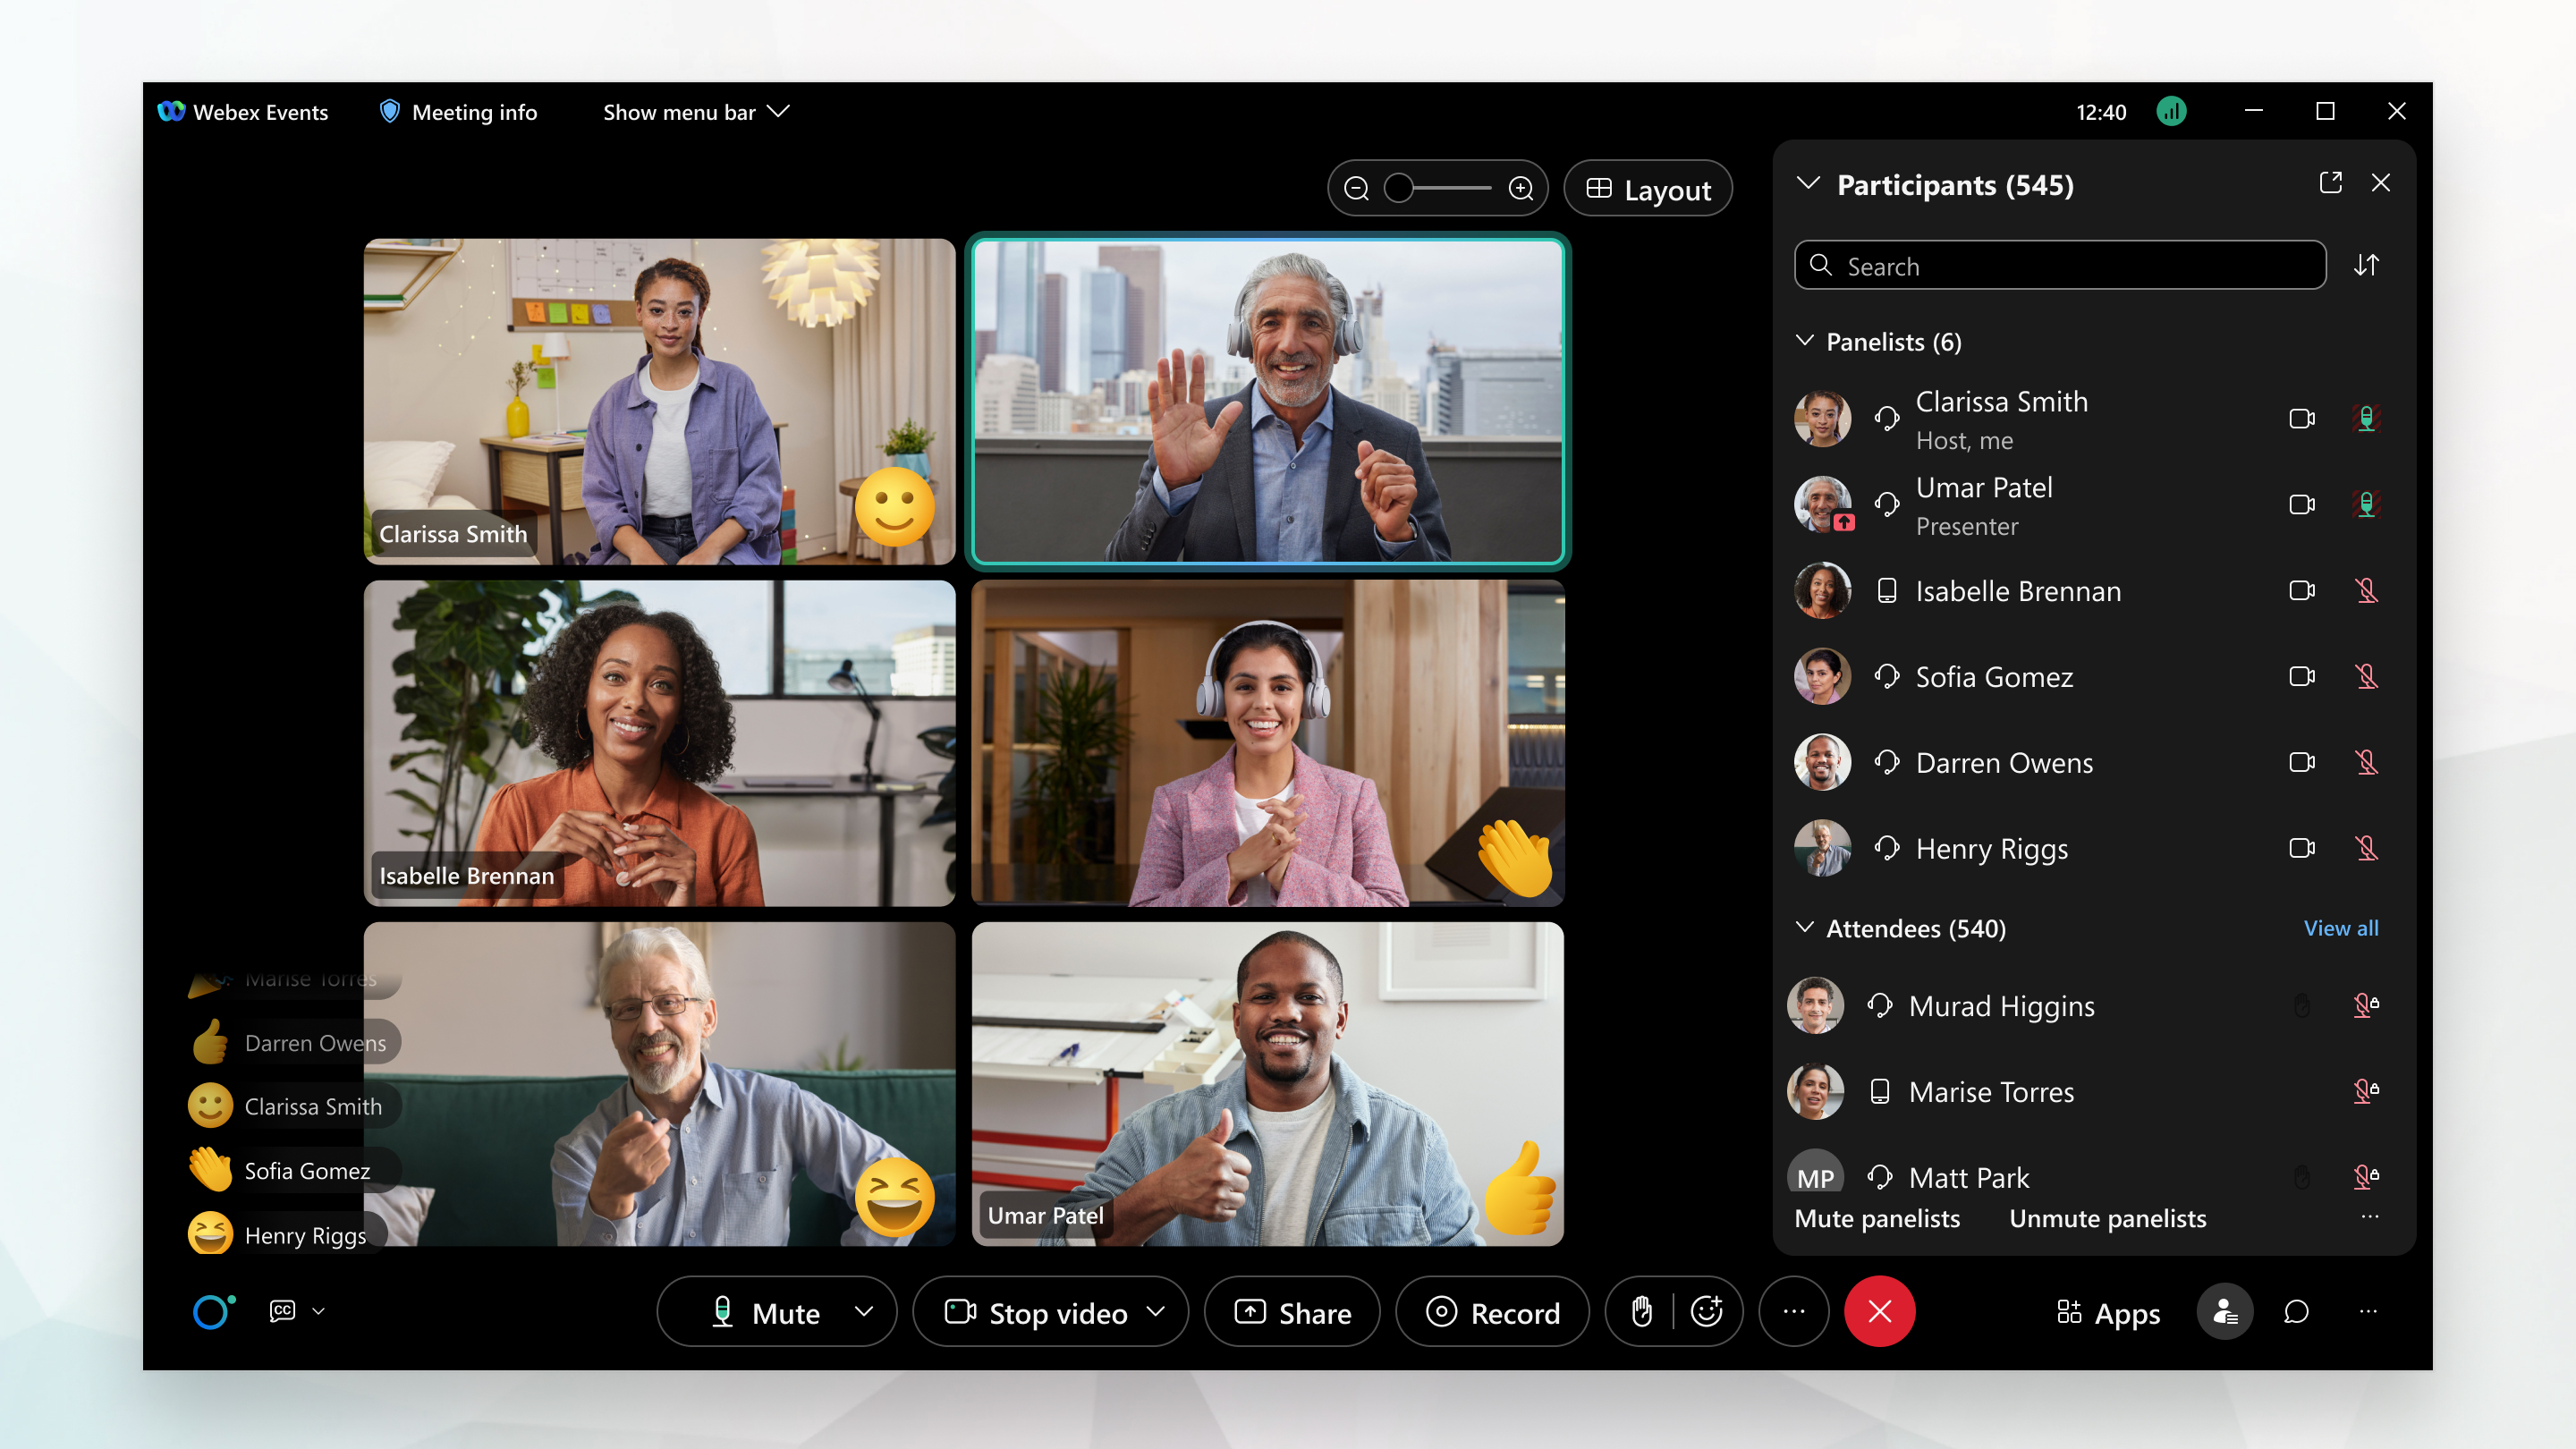 Webex Events
Meeting info
Show menu bar
12:40
Layout
Participants (545)
Search
Panelists (6)
Clarissa Smith
Host, me
Umar Patel
Presenter
Isabelle Brennan
Sofia Gomez
Darren Owens
Henry Riggs
Attendees (540)
View all
Murad Higgins
Marise Torres
MP
Matt Park
Mute panelists
Unmute panelists
Clarissa Smith
Isabelle Brennan
Umar Patel
Marise Torres
Darren Owens
Clarissa Smith
Sofia Gomez
Henry Riggs
CC
Mute
Stop video
Share
Record
Apps